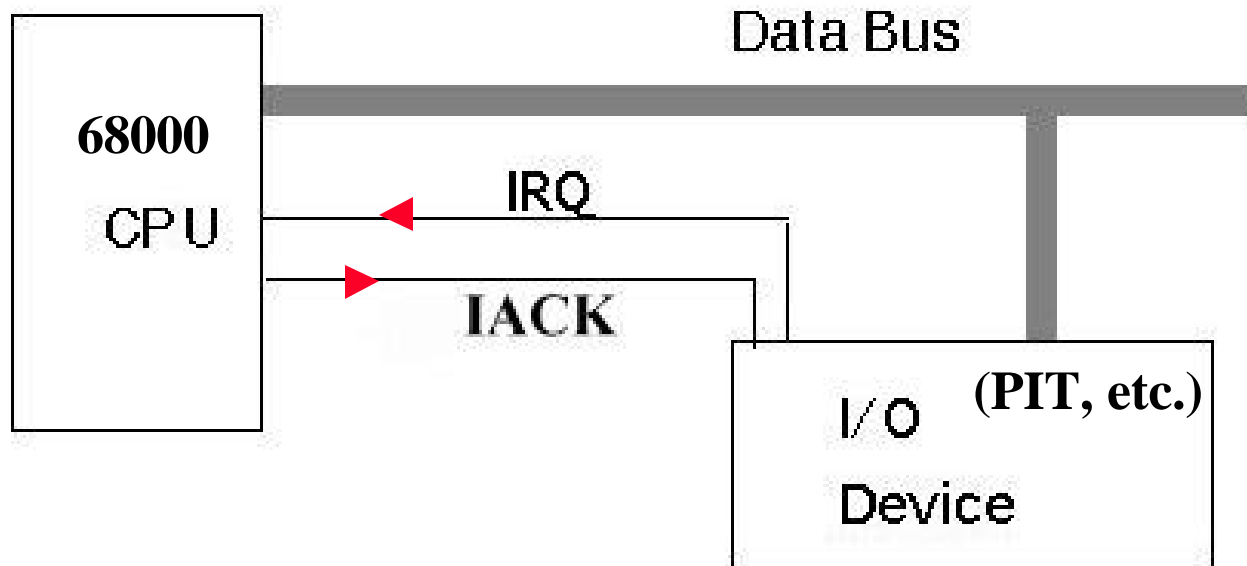 Data Bus
68000
CPU
IRQ
IACK
(PIT, etc.)
I/O
Device